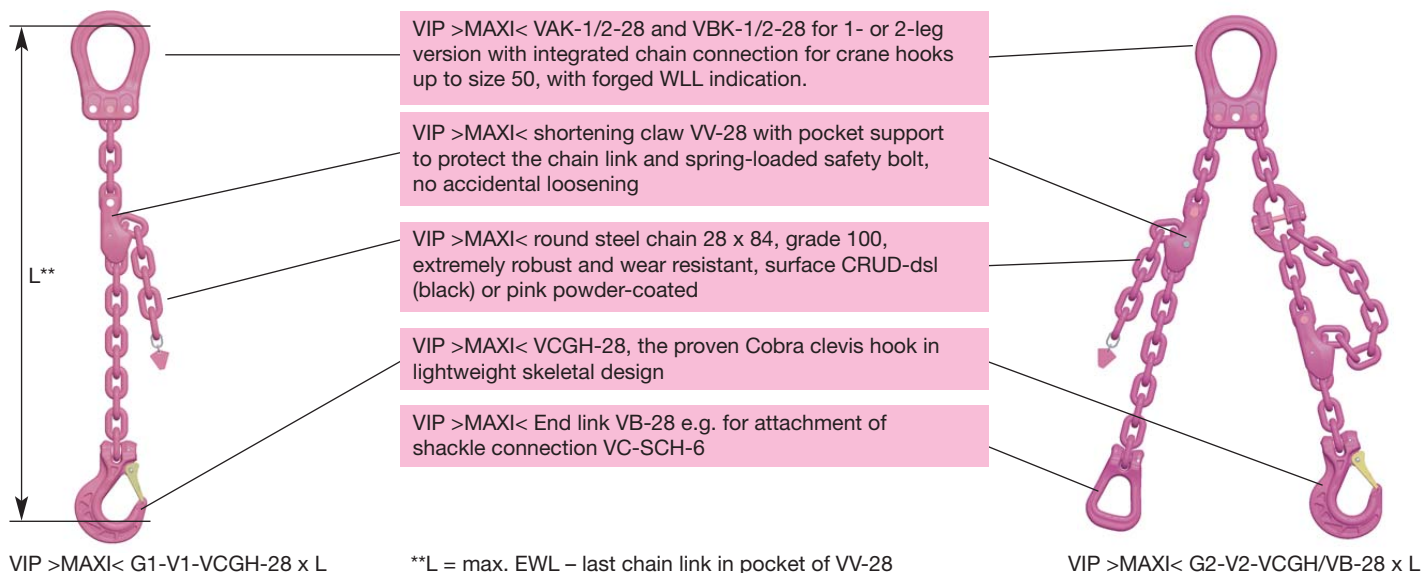 VIP >MAXI< VAK-1/2-28 and VBK-1/2-28 for 1- or 2-leg
version with integrated chain connection for crane hooks
up to size 50, with forged WLL indication.
VIP >MAXI< shortening claw VV-28 with pocket support
to protect the chain link and spring-loaded safety bolt,
no accidental loosening
L**
VIP >MAXI< round steel chain 28 x 84, grade 100,
extremely robust and wear resistant, surface CRUD-dsl
(black) or pink powder-coated
VIP >MAXI< VCGH-28, the proven Cobra clevis hook in
lightweight skeletal design
VIP >MAXI< End link VB-28 e.g. for attachment of
shackle connection VC-SCH-6
VIP >MAXI< G1-V1-VCGH-28 x L
**L = max. EWL – last chain link in pocket of VV-28
VIP >MAXI< G2-V2-VCGH/VB-28 x L